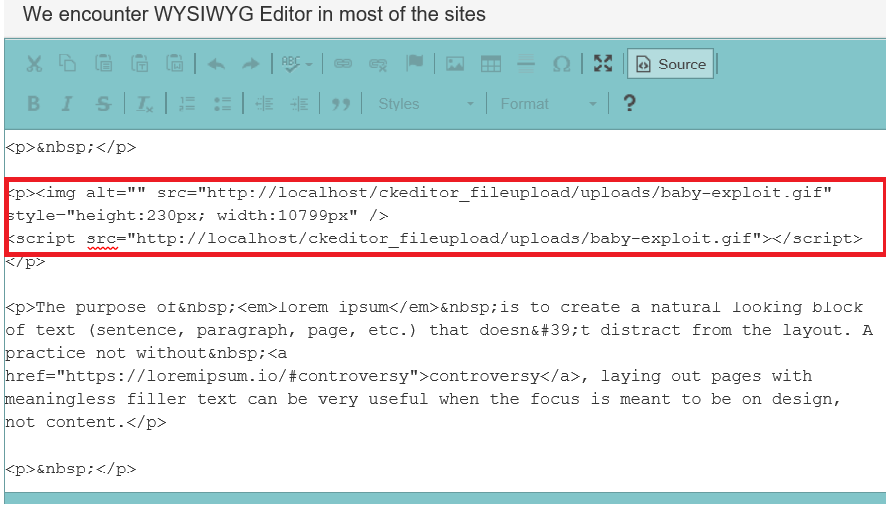 We encounter WYSIWYG Editor in most of the sites
ABC
Source
B I S Tx
Styles
Format
?
<p>&nbsp;</p>
<p><img alt="" src="http://localhost/ckeditor_fileupload/uploads/baby-exploit.gif"
style="height:230px; width:10799px" />
<script src="http://localhost/ckeditor_fileupload/uploads/baby-exploit.gif"></script>
</p>
<p>The purpose of&nbsp;<em>lorem ipsum</em>&nbsp;is to create a natural looking block
of text (sentence, paragraph, page, etc.) that doesn&#39;t distract from the layout. A
practice not without&nbsp;<a
href="https://loremipsum.io/#controversy">controversy</a>, laying out pages with
meaningless filler text can be very useful when the focus is meant to be on design,
not content.</p>
<p>&nbsp;</p>